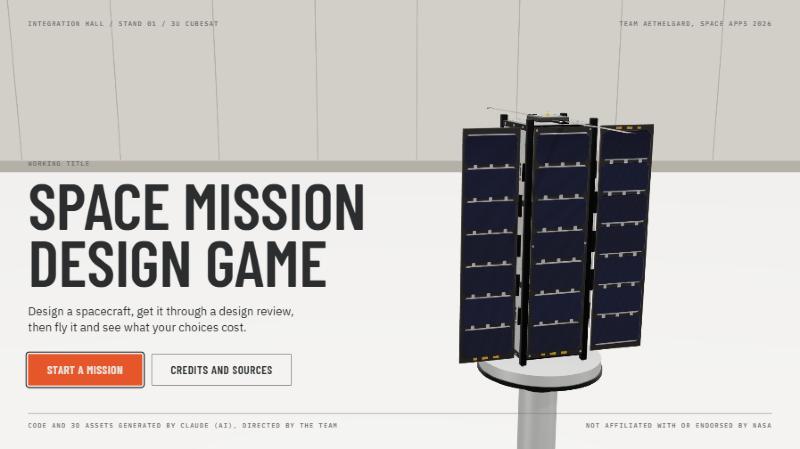 INTEGRATION HALL / STAND 01 / 3U CUBESAT
TEAM AETHELGARD, SPACE APPS 2026
WORKING TITLE
SPACE MISSION
DESIGN GAME
Design a spacecraft, get it through a design review,
then fly it and see what your choices cost.
START A MISSION
CREDITS AND SOURCES
CODE AND 3D ASSETS GENERATED BY CLAUDE (AI), DIRECTED BY THE TEAM
NOT AFFILIATED WITH OR ENDORSED BY NASA